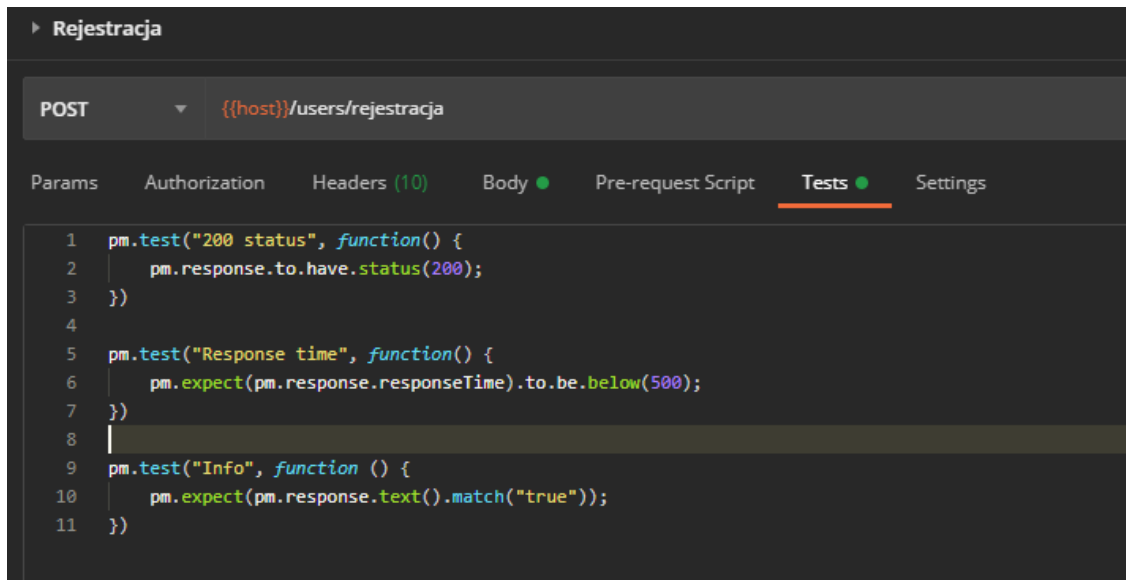 Rejestracja
POST {{host}}/users/rejestracja
Params Authorization Headers (10) Body Pre-request Script Tests Settings
1 pm.test("200 status", function() {
2     pm.response.to.have.status(200);
3 })
4
5 pm.test("Response time", function() {
6     pm.expect(pm.response.responseTime).to.be.below(500);
7 })
8
9 pm.test("Info", function () {
10     pm.expect(pm.response.text().match("true"));
11 })